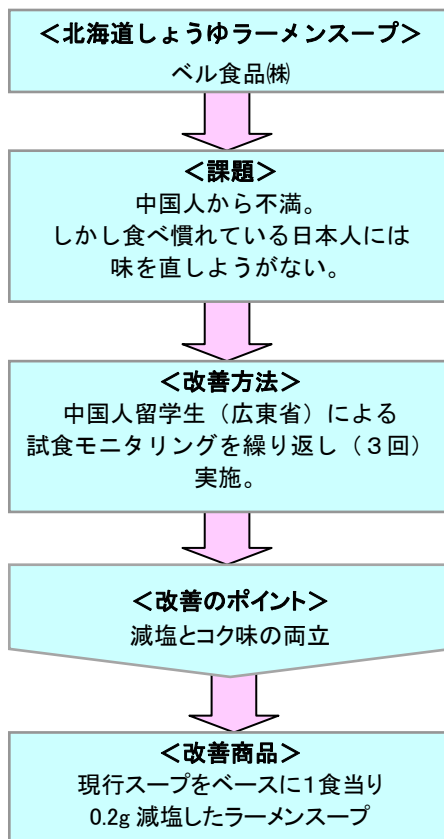 ＜北海道しょうゆラーメンスープ＞
ベル食品㈱
＜課題＞
中国人から不満。
しかし食べ慣れている日本人には
味を直しようがない。
＜改善方法＞
中国人留学生（広東省）による
試食モニタリングを繰り返し（３回）
実施。
＜改善のポイント＞
減塩とコク味の両立
＜改善商品＞
現行スープをベースに１食当り
0.2g 減塩したラーメンスープ